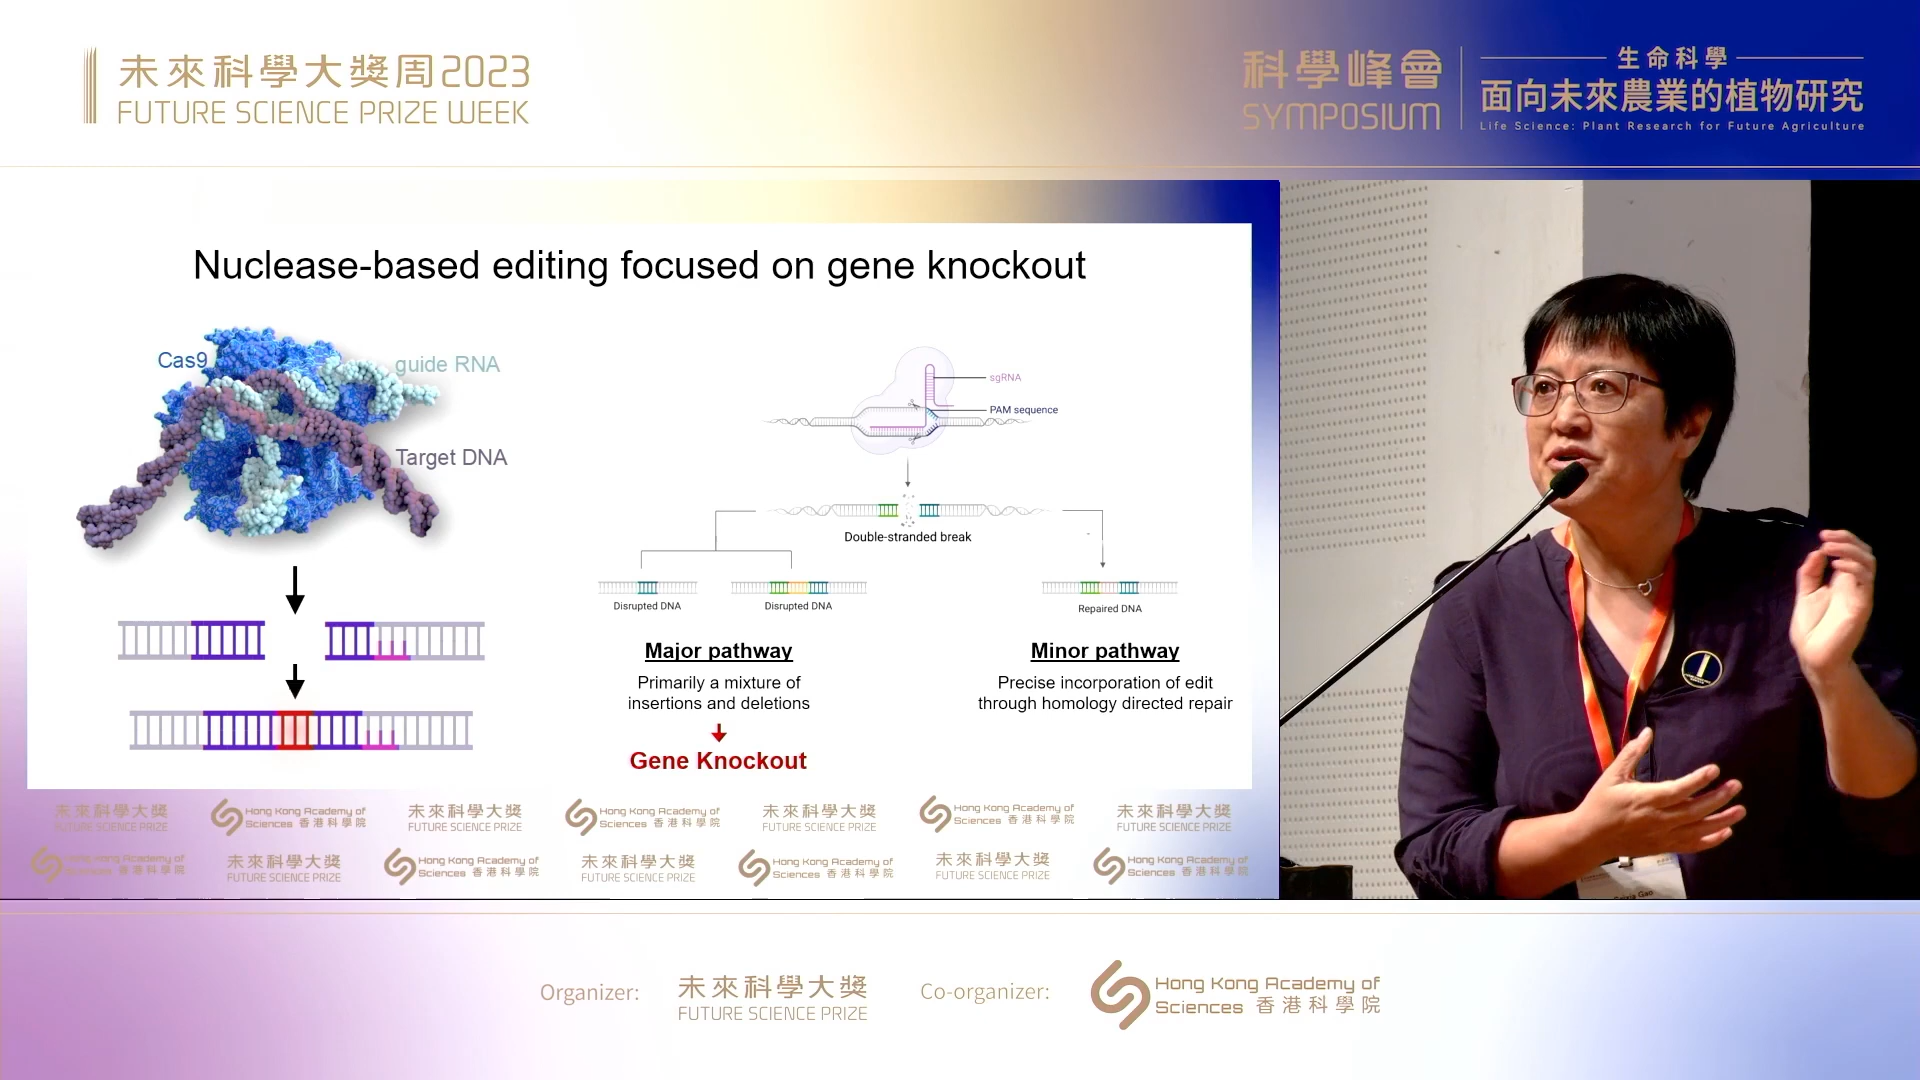 未來科學大獎周2023
FUTURE SCIENCE PRIZE WEEK
科學峰會
SYMPOSIUM
生命科學
面向未來農業的植物研究
Life Science: Plant Research for Future Agriculture
Nuclease-based editing focused on gene knockout
Cas9
guide RNA
Target DNA
sgRNA
PAM sequence
Double-stranded break
Disrupted DNA
Disrupted DNA
Repaired DNA
Major pathway
Primarily a mixture of
insertions and deletions
Gene Knockout
Minor pathway
Precise incorporation of edit
through homology directed repair
未來科學大獎
FUTURE SCIENCE PRIZE
Hong Kong Academy of
Sciences 香港科學院
未來科學大獎
FUTURE SCIENCE PRIZE
Hong Kong Academy of
Sciences 香港科學院
未來科學大獎
FUTURE SCIENCE PRIZE
Hong Kong Academy of
Sciences 香港科學院
未來科學大獎
FUTURE SCIENCE PRIZE
Hong Kong Academy of
Sciences 香港科學院
未來科學大獎
FUTURE SCIENCE PRIZE
Hong Kong Academy of
Sciences 香港科學院
未來科學大獎
FUTURE SCIENCE PRIZE
Hong Kong Academy of
Sciences 香港科學院
未來科學大獎
FUTURE SCIENCE PRIZE
Hong Kong Academy of
Sciences 香港科學院
Organizer:
未來科學大獎
FUTURE SCIENCE PRIZE
Co-organizer:
Hong Kong Academy of
Sciences 香港科學院